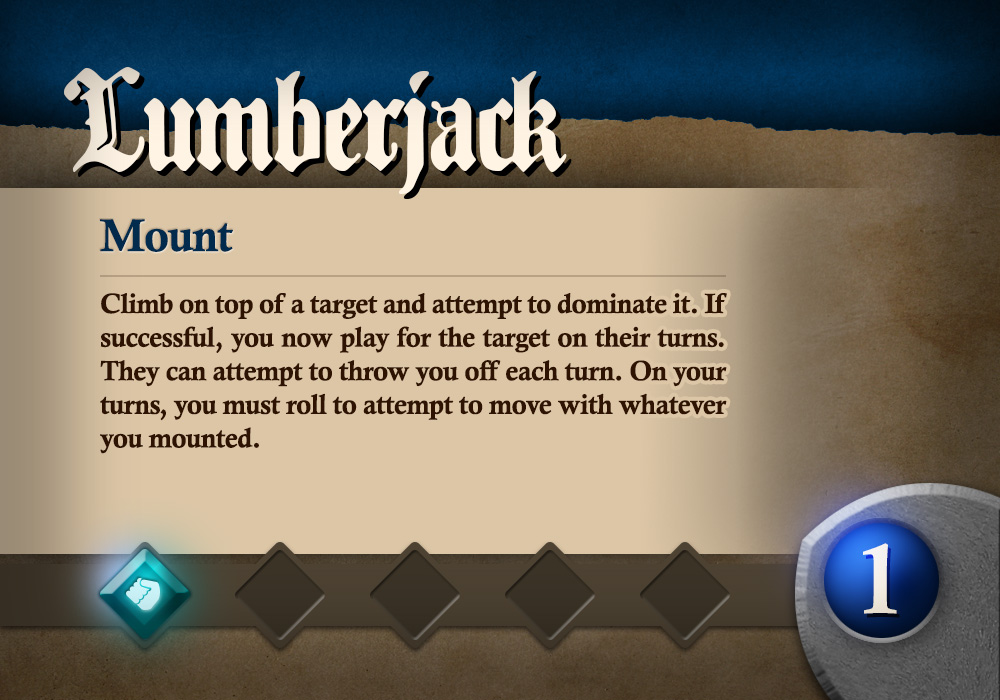 Lumberjack
Mount
Climb on top of a target and attempt to dominate it. If
successful, you now play for the target on their turns.
They can attempt to throw you off each turn. On your
turns, you must roll to attempt to move with whatever
you mounted.
1